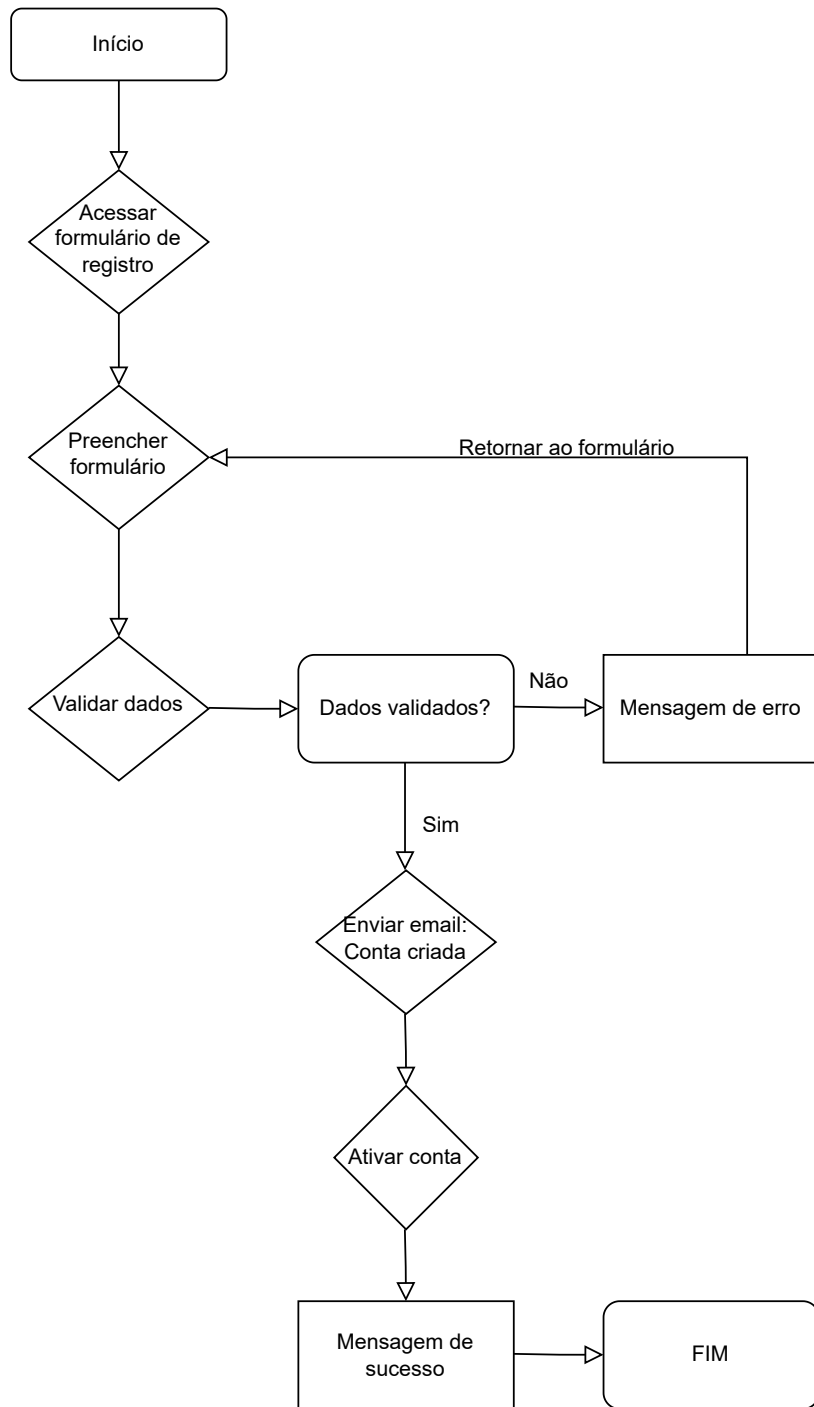 Início
Acessar
formulário de
registro
Preencher
formulário
Retornar ao formulário
Validar dados
Dados validados?
Não
Mensagem de erro
Sim
Enviar email:
Conta criada
Ativar conta
Mensagem de
sucesso
FIM